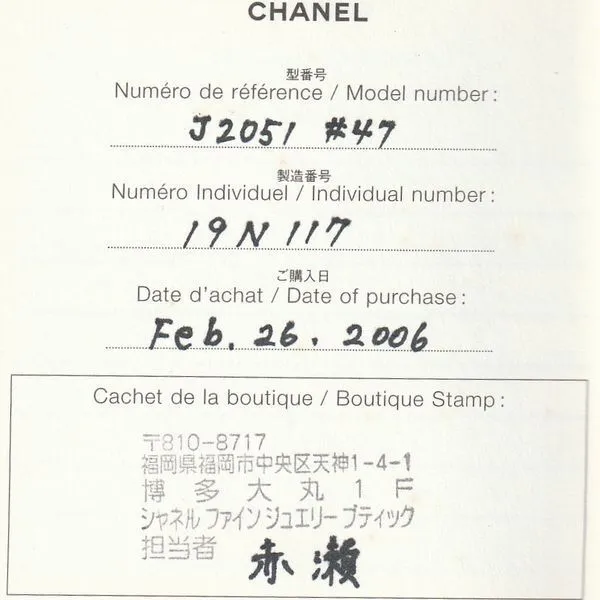 CHANEL
型番号
Numéro de référence / Model number:
J2051 #47
製造番号
Numéro Individuel / Individual number:
19N117
ご購入日
Date d'achat / Date of purchase:
Feb. 26. 2006
Cachet de la boutique / Boutique Stamp:
〒810-8717
福岡県福岡市中央区天神1-4-1
博多大丸1F
シャネル ファインジュエリー ブティック
担当者 赤瀬